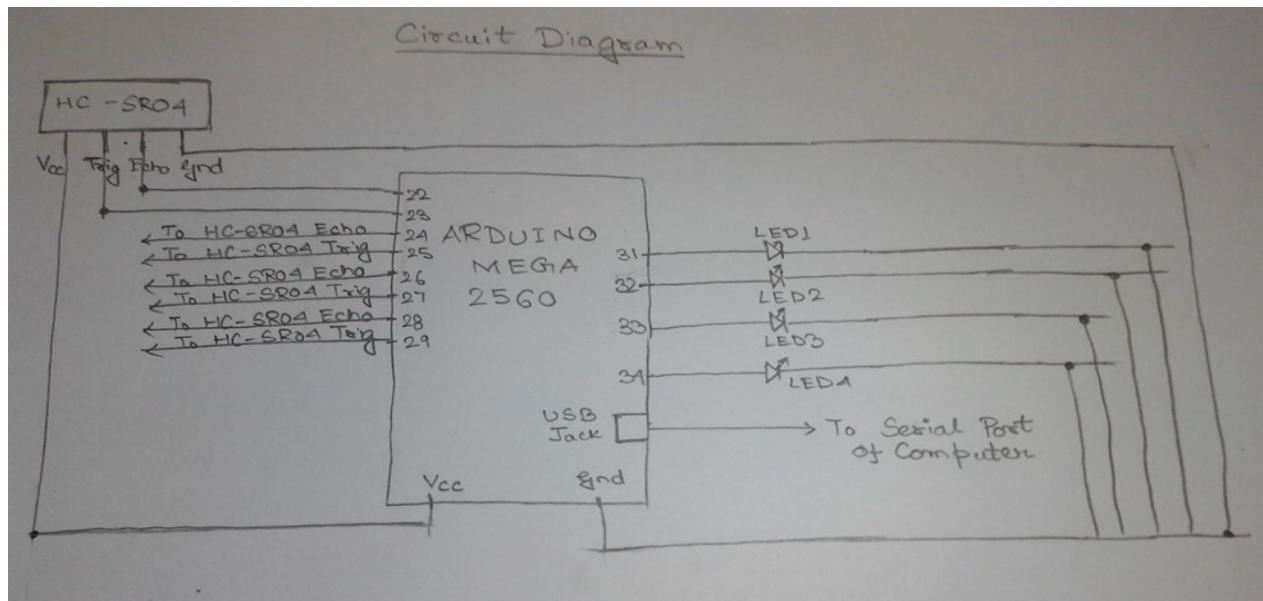 Circuit Diagram
HC-SR04
Vcc Trig Echo Gnd
22
23
To HC-SR04 Echo 24
To HC-SR04 Trig 25
To HC-SR04 Echo 26
To HC-SR04 Trig 27
To HC-SR04 Echo 28
To HC-SR04 Trig 29
ARDUINO
MEGA
2560
31 LED1
32 LED2
33 LED3
34 LED4
USB
Jack
To Serial Port
of Computer
Vcc Gnd